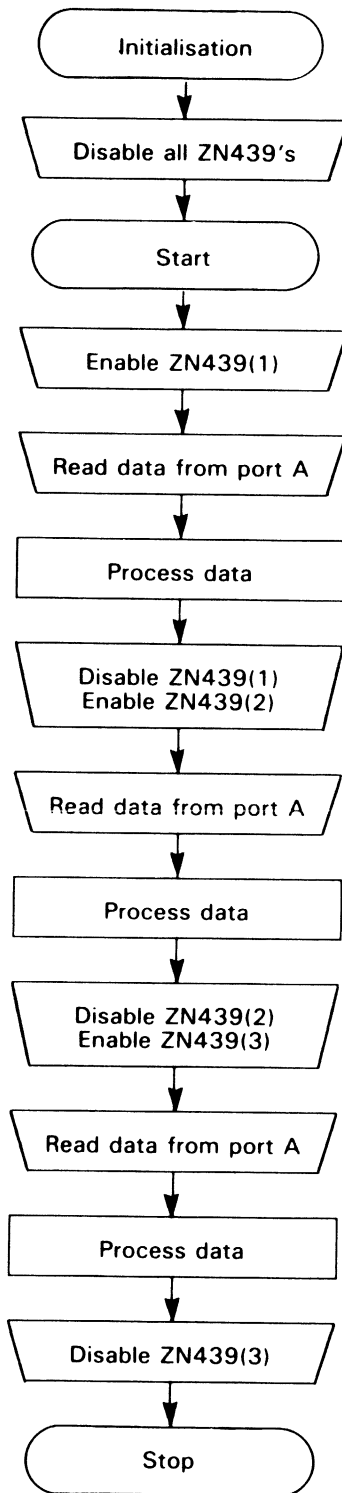 Initialisation
Disable all ZN439's
Start
Enable ZN439(1)
Read data from port A
Process data
Disable ZN439(1)
Enable ZN439(2)
Read data from port A
Process data
Disable ZN439(2)
Enable ZN439(3)
Read data from port A
Process data
Disable ZN439(3)
Stop